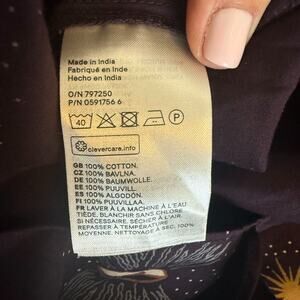 Made in India
Fabriqué en Inde
Hecho en India
O/N 797250
P/N 0591756 6
40 P
clevercare.info
GB 100% COTTON.
CZ 100% BAVLNA.
DE 100% BAUMWOLLE.
EE 100% PUUVILL.
ES 100% ALGODÓN.
FI 100% PUUVILLAA.
FR LAVER À LA MACHINE À L'EAU
TIÈDE. BLANCHIR SANS CHLORE
SI NÉCESSAIRE. SÉCHER À L'AIR.
REPASSER À TEMPÉRATURE
MOYENNE. NETTOYAGE À SEC. 100%